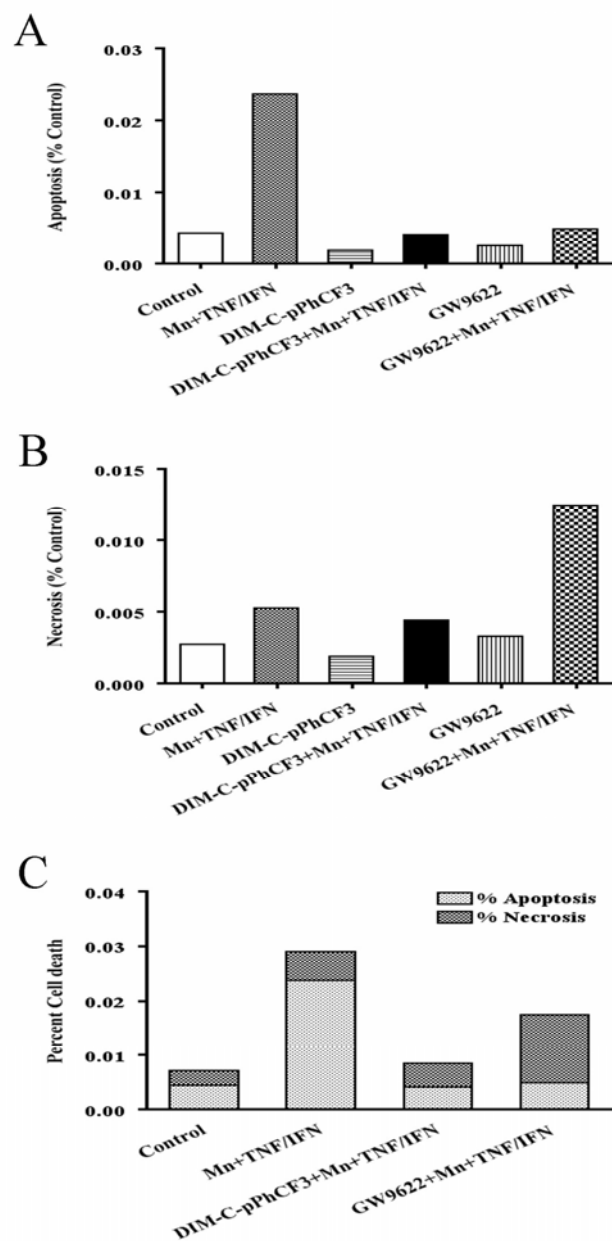 A
Apoptosis (% Control)
0.03
0.02
0.01
0.00
Control
Mn+TNF/IFN
DIM-C-pPhCF3
DIM-C-pPhCF3+Mn+TNF/IFN
GW9622
GW9622+Mn+TNF/IFN
B
Necrosis (% Control)
0.015
0.010
0.005
0.000
Control
Mn+TNF/IFN
DIM-C-pPhCF3
DIM-C-pPhCF3+Mn+TNF/IFN
GW9622
GW9622+Mn+TNF/IFN
C
Percent Cell death
0.04
0.03
0.02
0.01
0.00
% Apoptosis
% Necrosis
Control
Mn+TNF/IFN
DIM-C-pPhCF3+Mn+TNF/IFN
GW9622+Mn+TNF/IFN